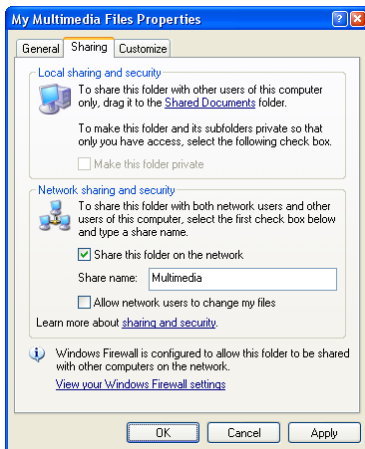 My Multimedia Files Properties
General Sharing Customize
Local sharing and security
To share this folder with other users of this computer
only, drag it to the Shared Documents folder.
To make this folder and its subfolders private so that
only you have access, select the following check box.
Make this folder private
Network sharing and security
To share this folder with both network users and other
users of this computer, select the first check box below
and type a share name.
Share this folder on the network
Share name: Multimedia
Allow network users to change my files
Learn more about sharing and security.
Windows Firewall is configured to allow this folder to be shared
with other computers on the network.
View your Windows Firewall settings
OK Cancel Apply